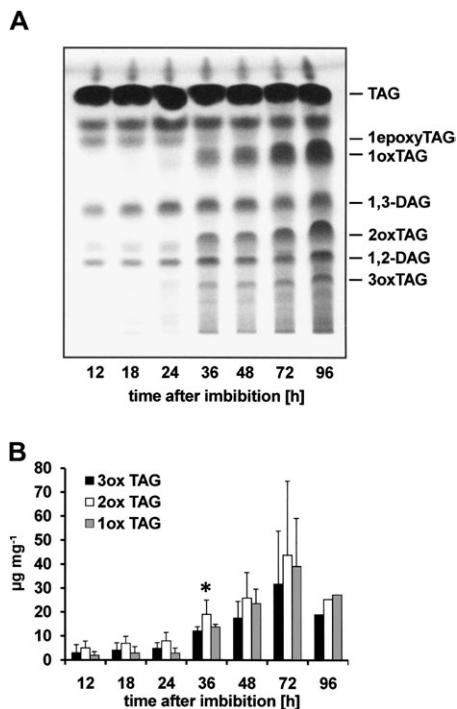 A
TAG
1epoxyTAG
1oxTAG
1,3-DAG
2oxTAG
1,2-DAG
3oxTAG
12 18 24 36 48 72 96
time after imbibition [h]
B
80
70
60
50
40
30
20
10
0
µg mg⁻¹
3ox TAG
2ox TAG
1ox TAG
*
12 18 24 36 48 72 96
time after imbibition [h]